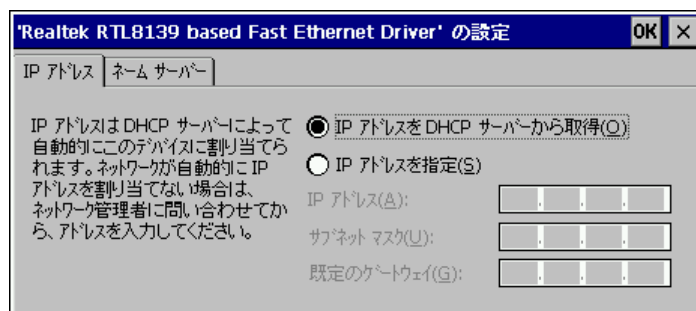 'Realtek RTL8139 based Fast Ethernet Driver' の設定
OK ×
IP アドレス ネーム サーバー
IP アドレスは DHCP サーバーによって
自動的にこのデバイスに割り当てら
れます。ネットワークが自動的に IP
アドレスを割り当てない場合は、
ネットワーク管理者に問い合わせてか
ら、アドレスを入力してください。
IP アドレスを DHCP サーバーから取得(O)
IP アドレスを指定(S)
IP アドレス(A):
サブネット マスク(U):
既定のゲートウェイ(G):